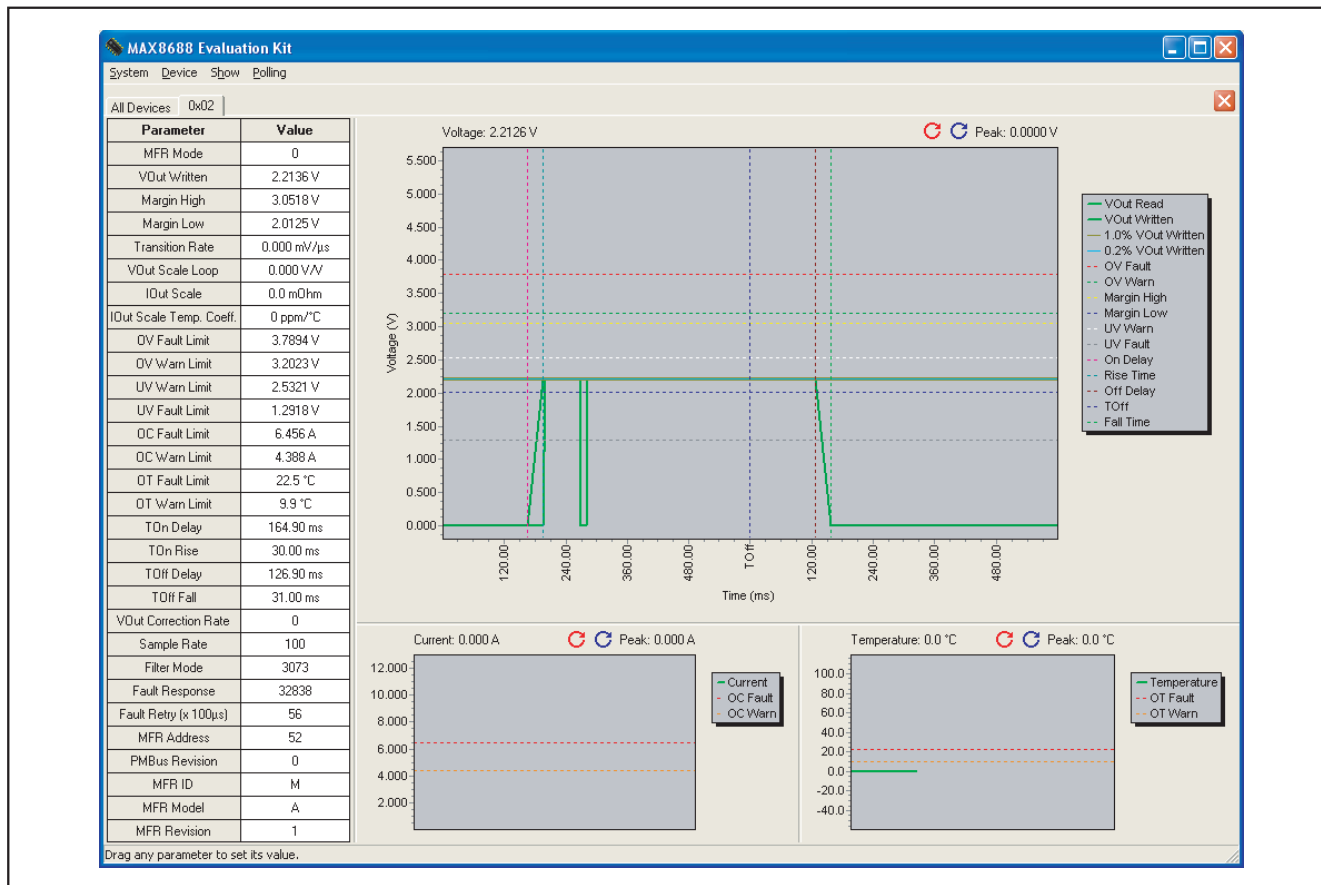 MAX8688 Evaluation Kit
System Device Show Polling
All Devices 0x02
Parameter Value
MFR Mode 0
VOut Written 2.2136 V
Margin High 3.0518 V
Margin Low 2.0125 V
Transition Rate 0.000 mV/µs
VOut Scale Loop 0.000 V/V
IOut Scale 0.0 mOhm
IOut Scale Temp. Coeff. 0 ppm/°C
OV Fault Limit 3.7894 V
OV Warn Limit 3.2023 V
UV Warn Limit 2.5321 V
UV Fault Limit 1.2918 V
OC Fault Limit 6.456 A
OC Warn Limit 4.388 A
OT Fault Limit 22.5 °C
OT Warn Limit 9.9 °C
TOn Delay 164.90 ms
TOn Rise 30.00 ms
TOff Delay 126.90 ms
TOff Fall 31.00 ms
VOut Correction Rate 0
Sample Rate 100
Filter Mode 3073
Fault Response 32838
Fault Retry (x 100µs) 56
MFR Address 52
PMBus Revision 0
MFR ID M
MFR Model A
MFR Revision 1
Voltage: 2.2126 V
Peak: 0.0000 V
Voltage (V)
5.500
5.000
4.500
4.000
3.500
3.000
2.500
2.000
1.500
1.000
0.500
0.000
120.00 240.00 360.00 480.00 TOff 120.00 240.00 360.00 480.00
Time (ms)
VOut Read
VOut Written
1.0% VOut Written
0.2% VOut Written
OV Fault
OV Warn
Margin High
Margin Low
UV Warn
UV Fault
On Delay
Rise Time
Off Delay
TOff
Fall Time
Current: 0.000 A
Peak: 0.000 A
12.000
10.000
8.000
6.000
4.000
2.000
Current
OC Fault
OC Warn
Temperature: 0.0 °C
Peak: 0.0 °C
100.0
80.0
60.0
40.0
20.0
0.0
-20.0
-40.0
Temperature
OT Fault
OT Warn
Drag any parameter to set its value.